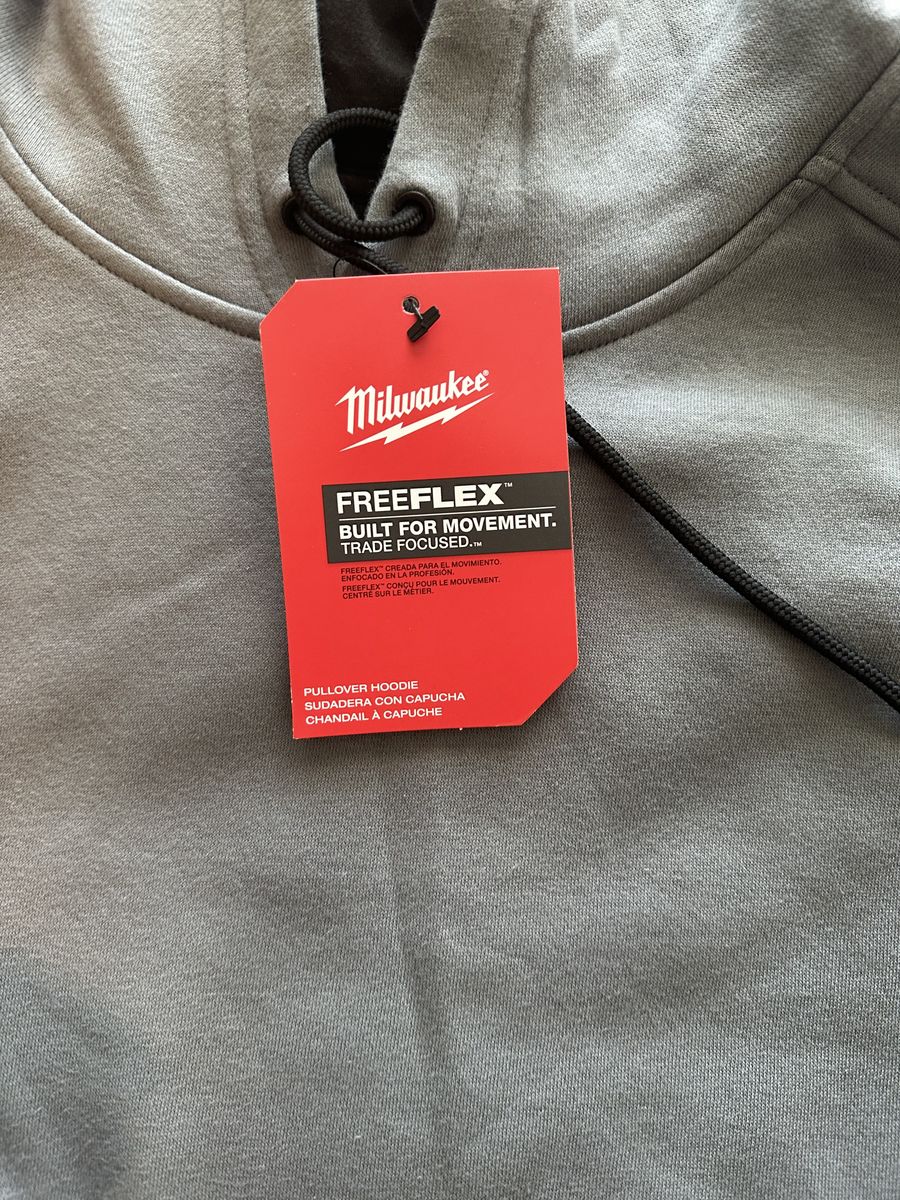 Milwaukee®
FREEFLEX™
BUILT FOR MOVEMENT.
TRADE FOCUSED.™
FREEFLEX™ CREADA PARA EL MOVIMIENTO.
ENFOCADO EN LA PROFESIÓN.
FREEFLEX™ CONÇU POUR LE MOUVEMENT.
CENTRÉ SUR LE MÉTIER.
PULLOVER HOODIE
SUDADERA CON CAPUCHA
CHANDAIL À CAPUCHE